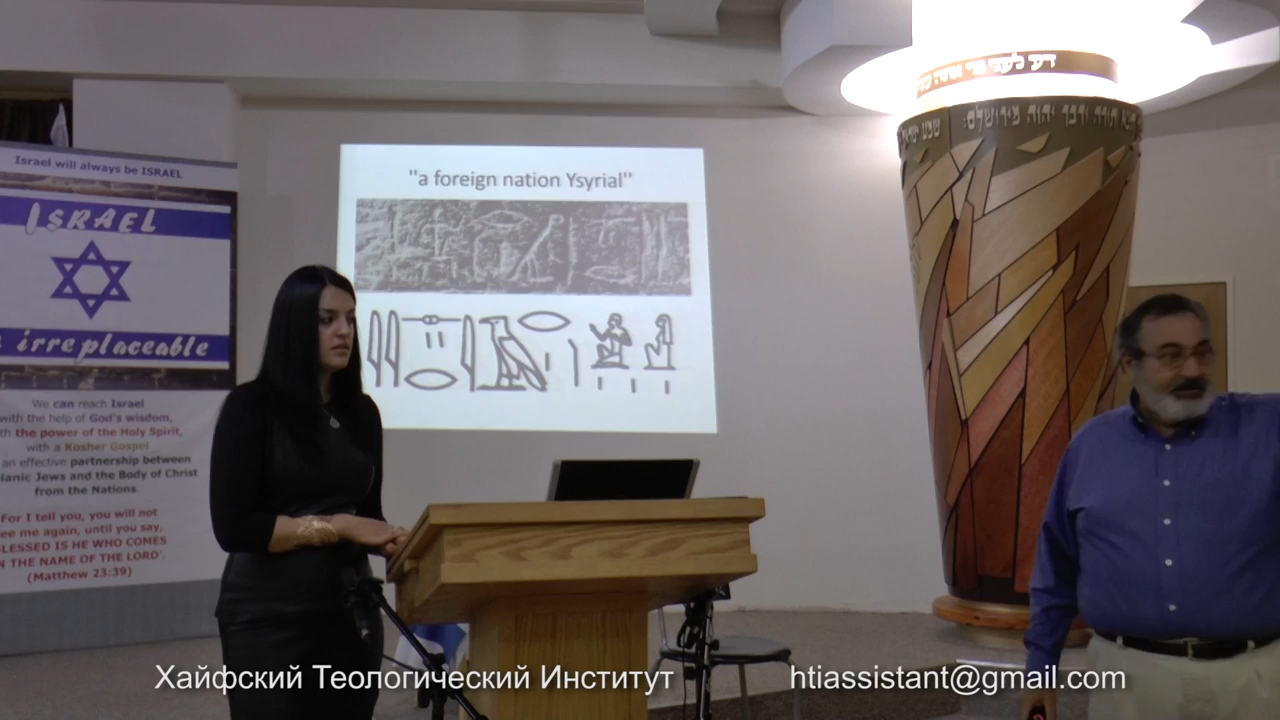 Israel will always be ISRAEL
ISRAEL
irreplaceable
We can reach Israel
with the help of God's wisdom,
the power of the Holy Spirit,
with a Kosher Gospel
an effective partnership between
Jews and the Body of Christ
from the Nations.
For I tell you, you will not
me again, until you say,
BLESSED IS HE WHO COMES
THE NAME OF THE LORD'.
(Matthew 23:39)
"a foreign nation Ysyrial"
ודבר יהוה מירושלם:
Хайфский Теологический Институт
htiassistant@gmail.com